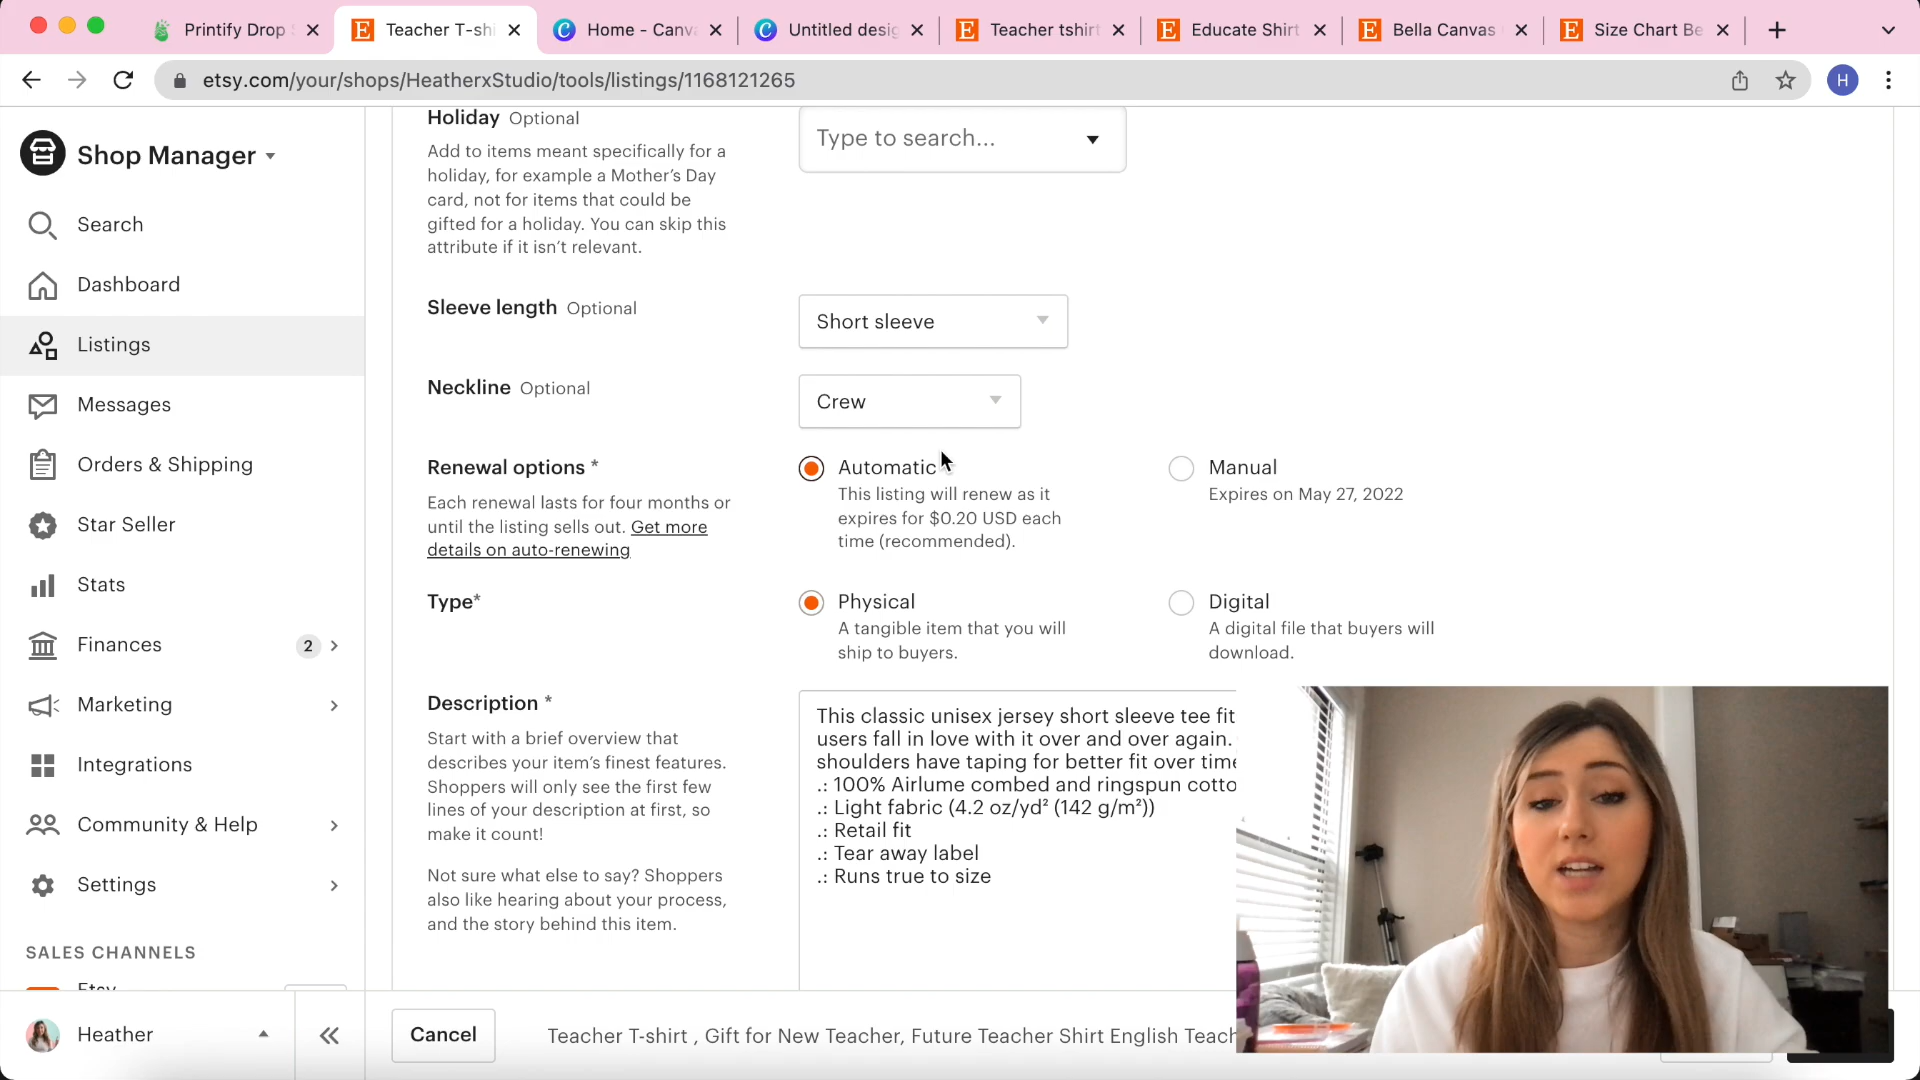 Printify Drop S
Teacher T-shi
Home - Canv
Untitled desig
Teacher tshirt
Educate Shirt
Bella Canvas
Size Chart Be
etsy.com/your/shops/HeatherxStudio/tools/listings/1168121265
H
Shop Manager
Search
Dashboard
Listings
Messages
Orders & Shipping
Star Seller
Stats
Finances 2
Marketing
Integrations
Community & Help
Settings
SALES CHANNELS
Etsy
Heather
Holiday Optional
Add to items meant specifically for a
holiday, for example a Mother's Day
card, not for items that could be
gifted for a holiday. You can skip this
attribute if it isn't relevant.
Type to search...
Sleeve length Optional
Short sleeve
Neckline Optional
Crew
Renewal options *
Each renewal lasts for four months or
until the listing sells out. Get more
details on auto-renewing
Automatic
This listing will renew as it
expires for $0.20 USD each
time (recommended).
Manual
Expires on May 27, 2022
Type*
Physical
A tangible item that you will
ship to buyers.
Digital
A digital file that buyers will
download.
Description *
Start with a brief overview that
describes your item's finest features.
Shoppers will only see the first few
lines of your description at first, so
make it count!
Not sure what else to say? Shoppers
also like hearing about your process,
and the story behind this item.
This classic unisex jersey short sleeve tee fit
users fall in love with it over and over again.
shoulders have taping for better fit over time
.: 100% Airlume combed and ringspun cotto
.: Light fabric (4.2 oz/yd² (142 g/m²))
.: Retail fit
.: Tear away label
.: Runs true to size
Cancel
Teacher T-shirt , Gift for New Teacher, Future Teacher Shirt English Teach